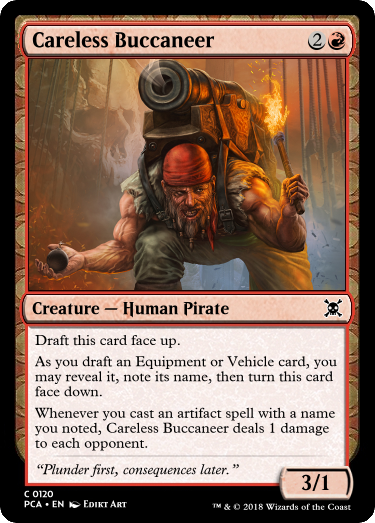 Careless Buccaneer 2
Creature — Human Pirate
Draft this card face up.
As you draft an Equipment or Vehicle card, you
may reveal it, note its name, then turn this card
face down.
Whenever you cast an artifact spell with a name
you noted, Careless Buccaneer deals 1 damage
to each opponent.
“Plunder first, consequences later.”
3/1
C 0120
PCA • EN Edikt Art
™ & © 2018 Wizards of the Coast